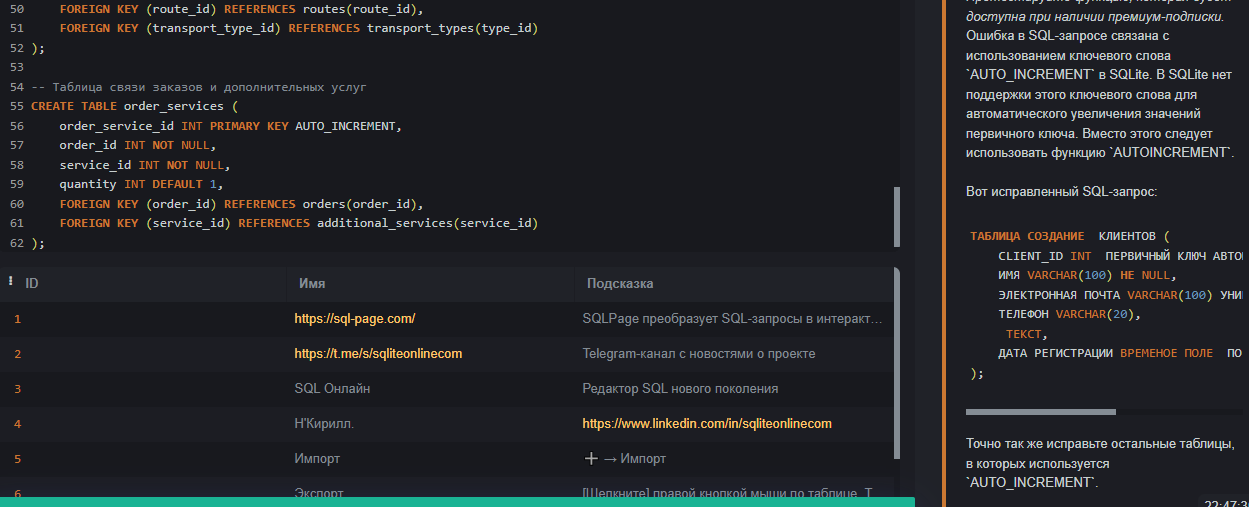 50 FOREIGN KEY (route_id) REFERENCES routes(route_id),
51 FOREIGN KEY (transport_type_id) REFERENCES transport_types(type_id)
52 );
53
54 -- Таблица связи заказов и дополнительных услуг
55 CREATE TABLE order_services (
56 order_service_id INT PRIMARY KEY AUTO_INCREMENT,
57 order_id INT NOT NULL,
58 service_id INT NOT NULL,
59 quantity INT DEFAULT 1,
60 FOREIGN KEY (order_id) REFERENCES orders(order_id),
61 FOREIGN KEY (service_id) REFERENCES additional_services(service_id)
62 );
ID Имя Подсказка
1 https://sql-page.com/ SQLPage преобразует SQL-запросы в интеракт...
2 https://t.me/s/sqliteonlinecom Telegram-канал с новостями о проекте
3 SQL Онлайн Редактор SQL нового поколения
4 Н'Кирилл. https://www.linkedin.com/in/sqliteonlinecom
5 Импорт + → Импорт
6 Экспорт [Щелкните] правой кнопкой мыши по таблице. Т
доступна при наличии премиум-подписки.
Ошибка в SQL-запросе связана с
использованием ключевого слова
`AUTO_INCREMENT` в SQLite. В SQLite нет
поддержки этого ключевого слова для
автоматического увеличения значений
первичного ключа. Вместо этого следует
использовать функцию `AUTOINCREMENT`.
Вот исправленный SQL-запрос:
ТАБЛИЦА СОЗДАНИЕ КЛИЕНТОВ (
CLIENT_ID INT ПЕРВИЧНЫЙ КЛЮЧ АВТО
ИМЯ VARCHAR(100) НЕ NULL,
ЭЛЕКТРОННАЯ ПОЧТА VARCHAR(100) УНИ
ТЕЛЕФОН VARCHAR(20),
ТЕКСТ,
ДАТА РЕГИСТРАЦИИ ВРЕМЕНОЕ ПОЛЕ ПО
);
Точно так же исправьте остальные таблицы,
в которых используется
`AUTO_INCREMENT`.
22:47:3